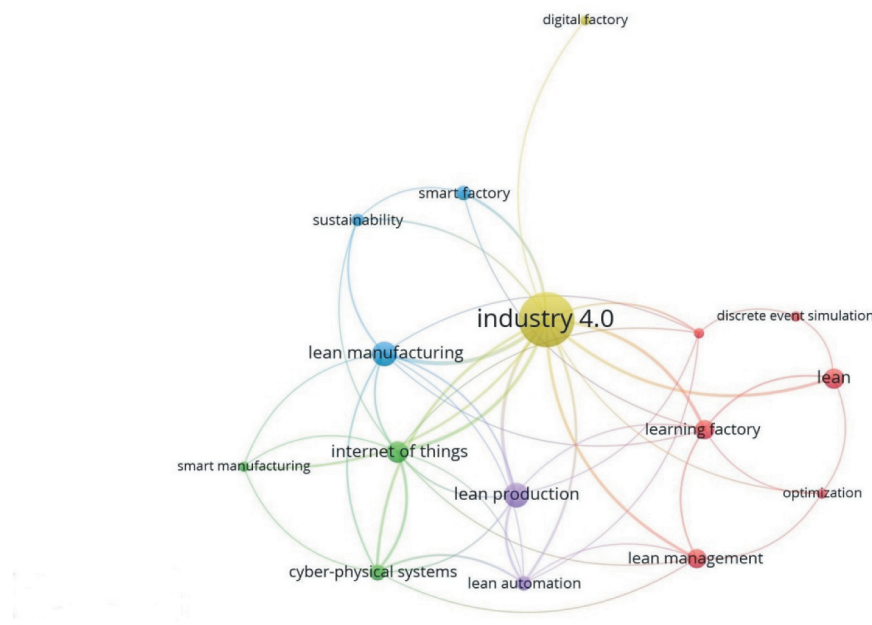 digital factory
smart factory
sustainability
industry 4.0
discrete event simulation
lean manufacturing
lean
learning factory
internet of things
smart manufacturing
lean production
optimization
lean management
cyber-physical systems
lean automation